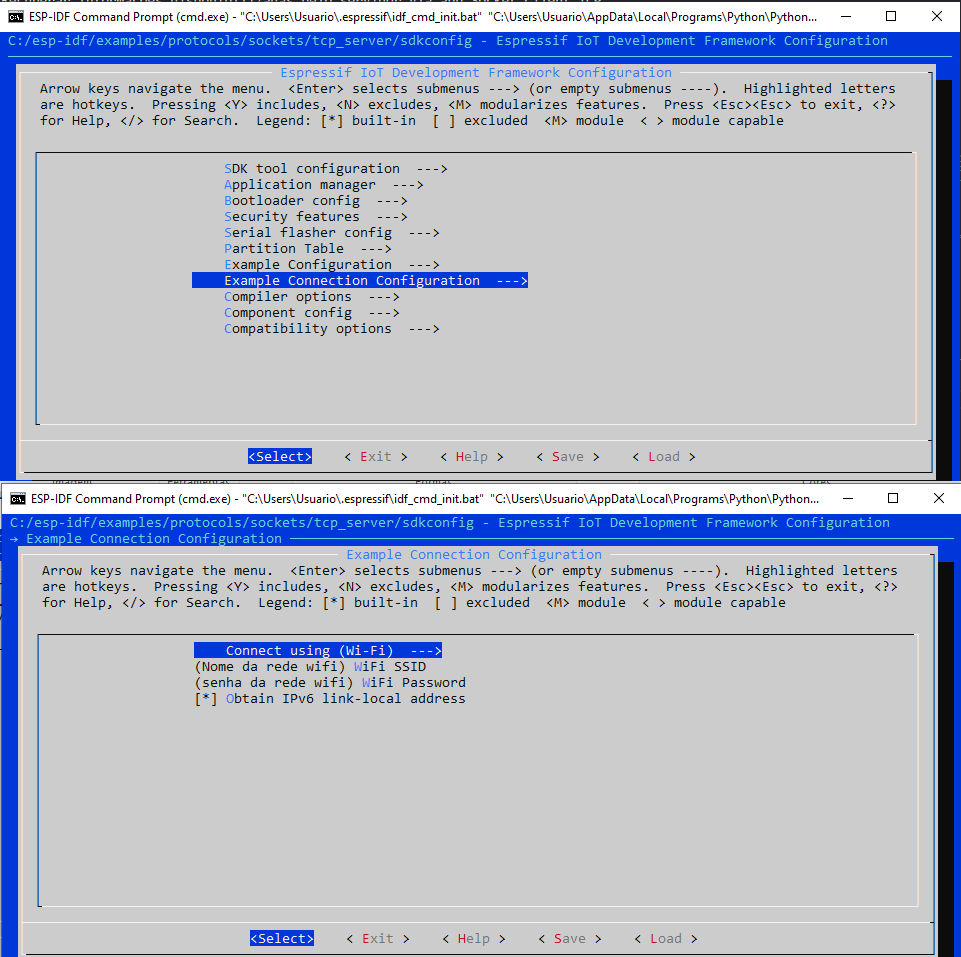 ESP-IDF Command Prompt (cmd.exe) - "C:\Users\Usuario\.espressif\idf_cmd_init.bat" "C:\Users\Usuario\AppData\Local\Programs\Python\Python...
C:/esp-idf/examples/protocols/sockets/tcp_server/sdkconfig - Espressif IoT Development Framework Configuration
Espressif IoT Development Framework Configuration
Arrow keys navigate the menu. <Enter> selects submenus ---> (or empty submenus ----). Highlighted letters
are hotkeys. Pressing <Y> includes, <N> excludes, <M> modularizes features. Press <Esc><Esc> to exit, <?>
for Help, </> for Search. Legend: [*] built-in [ ] excluded <M> module < > module capable
SDK tool configuration --->
Application manager --->
Bootloader config --->
Security features --->
Serial flasher config --->
Partition Table --->
Example Configuration --->
Example Connection Configuration --->
Compiler options --->
Component config --->
Compatibility options --->
<Select> < Exit > < Help > < Save > < Load >
ESP-IDF Command Prompt (cmd.exe) - "C:\Users\Usuario\.espressif\idf_cmd_init.bat" "C:\Users\Usuario\AppData\Local\Programs\Python\Python...
C:/esp-idf/examples/protocols/sockets/tcp_server/sdkconfig - Espressif IoT Development Framework Configuration
→ Example Connection Configuration
Example Connection Configuration
Arrow keys navigate the menu. <Enter> selects submenus ---> (or empty submenus ----). Highlighted letters
are hotkeys. Pressing <Y> includes, <N> excludes, <M> modularizes features. Press <Esc><Esc> to exit, <?>
for Help, </> for Search. Legend: [*] built-in [ ] excluded <M> module < > module capable
Connect using (Wi-Fi) --->
(Nome da rede wifi) WiFi SSID
(senha da rede wifi) WiFi Password
[*] Obtain IPv6 link-local address
<Select> < Exit > < Help > < Save > < Load >